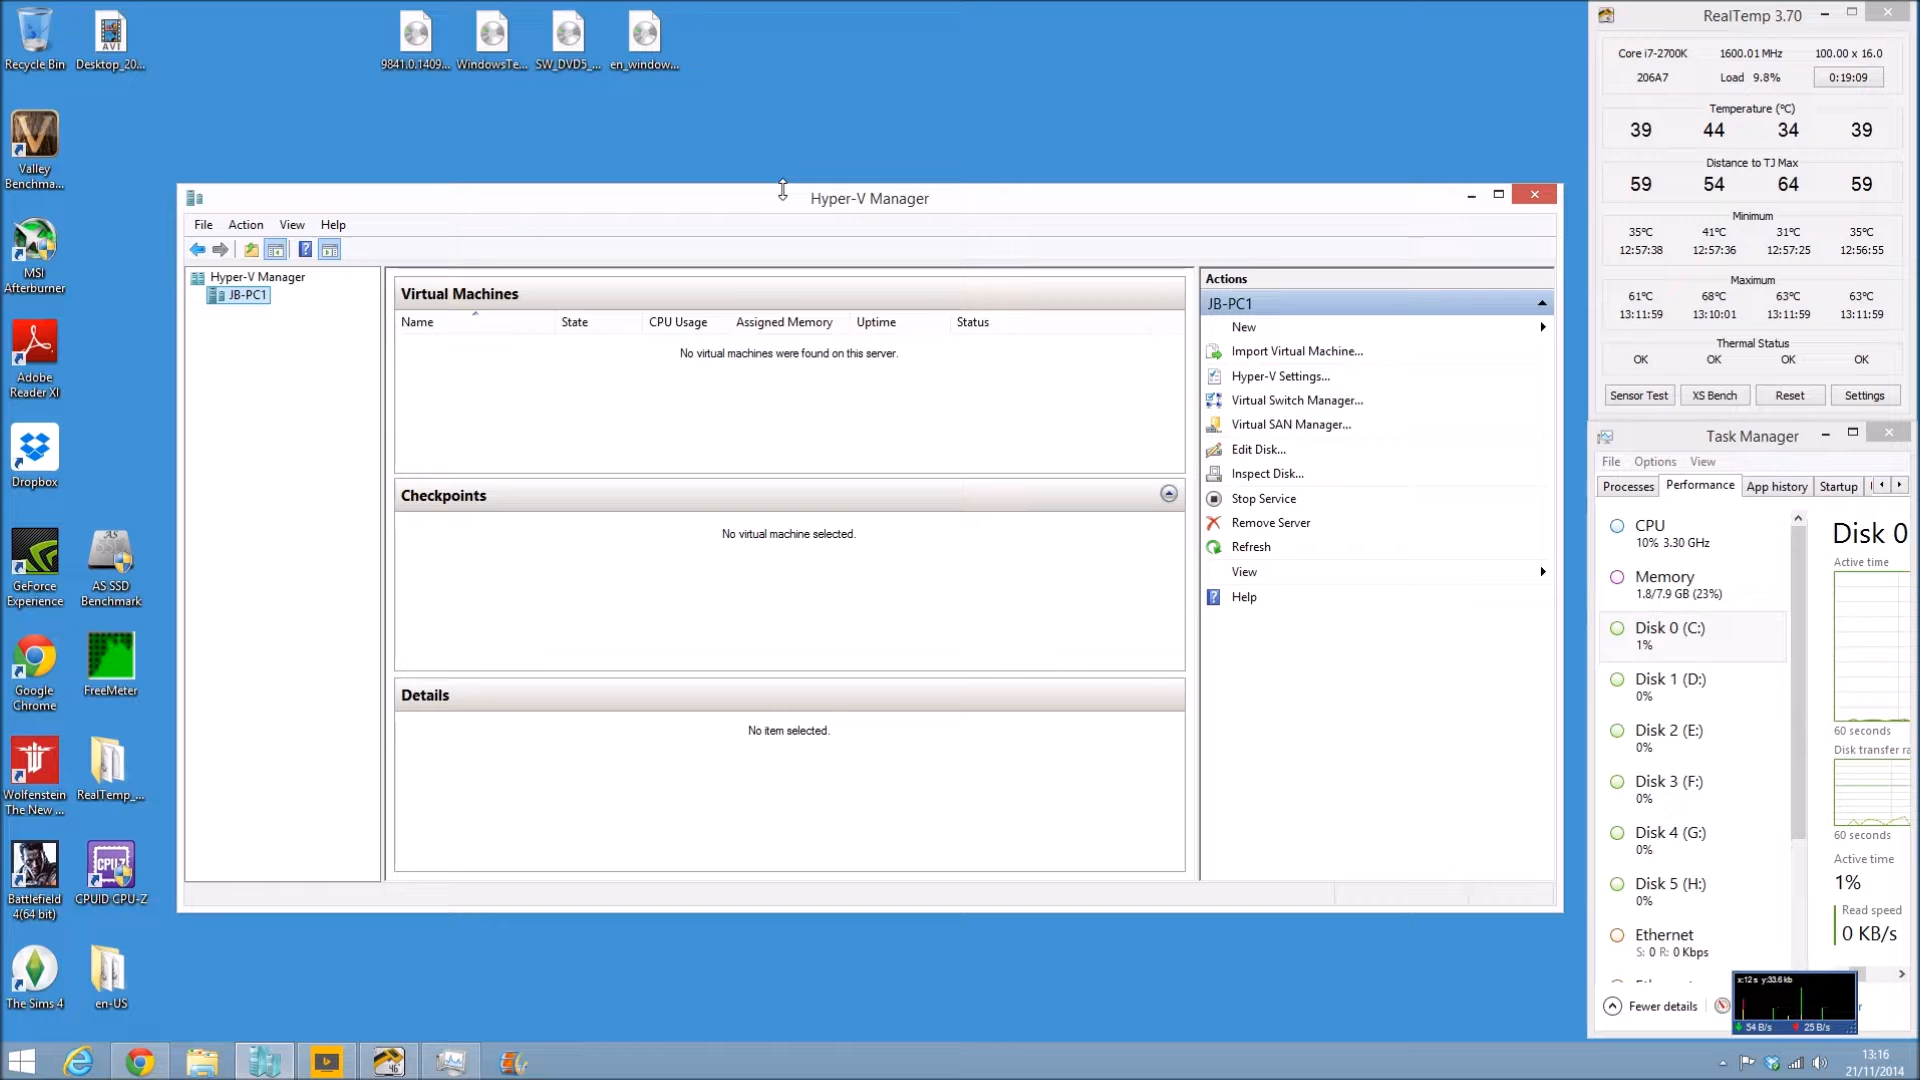 Recycle Bin
AVI
Desktop_20...
9841.0.1409...
WindowsTe...
SW_DVD5_...
en_window...
Valley
Benchma...
MSI
Afterburner
Adobe
Reader XI
Dropbox
GeForce
Experience
AS SSD
Benchmark
Google
Chrome
FreeMeter
Wolfenstein
The New ...
RealTemp_...
Battlefield
4(64 bit)
CPUID CPU-Z
The Sims 4
en-US
Hyper-V Manager
File Action View Help
Hyper-V Manager
JB-PC1
Virtual Machines
Name State CPU Usage Assigned Memory Uptime Status
No virtual machines were found on this server.
Checkpoints
No virtual machine selected.
Details
No item selected.
Actions
JB-PC1
New
Import Virtual Machine...
Hyper-V Settings...
Virtual Switch Manager...
Virtual SAN Manager...
Edit Disk...
Inspect Disk...
Stop Service
Remove Server
Refresh
View
Help
RealTemp 3.70
Core i7-2700K 1600.01 MHz 100.00 x 16.0
206A7 Load 9.8% 0:19:09
Temperature (°C)
39 44 34 39
Distance to TJ Max
59 54 64 59
Minimum
35°C 41°C 31°C 35°C
12:57:38 12:57:36 12:57:25 12:56:55
Maximum
61°C 68°C 63°C 63°C
13:11:59 13:10:01 13:11:59 13:11:59
Thermal Status
OK OK OK OK
Sensor Test XS Bench Reset Settings
Task Manager
File Options View
Processes Performance App history Startup
CPU
10% 3.30 GHz
Memory
1.8/7.9 GB (23%)
Disk 0 (C:)
1%
Disk 1 (D:)
0%
Disk 2 (E:)
0%
Disk 3 (F:)
0%
Disk 4 (G:)
0%
Disk 5 (H:)
0%
Ethernet
S: 0 R: 0 Kbps
Disk 0
Active time
60 seconds
Disk transfer ra
60 seconds
Active time
1%
Read speed
0 KB/s
Fewer details
x:12 s y:33.6 kb
54 B/s 25 B/s
13:16
21/11/2014